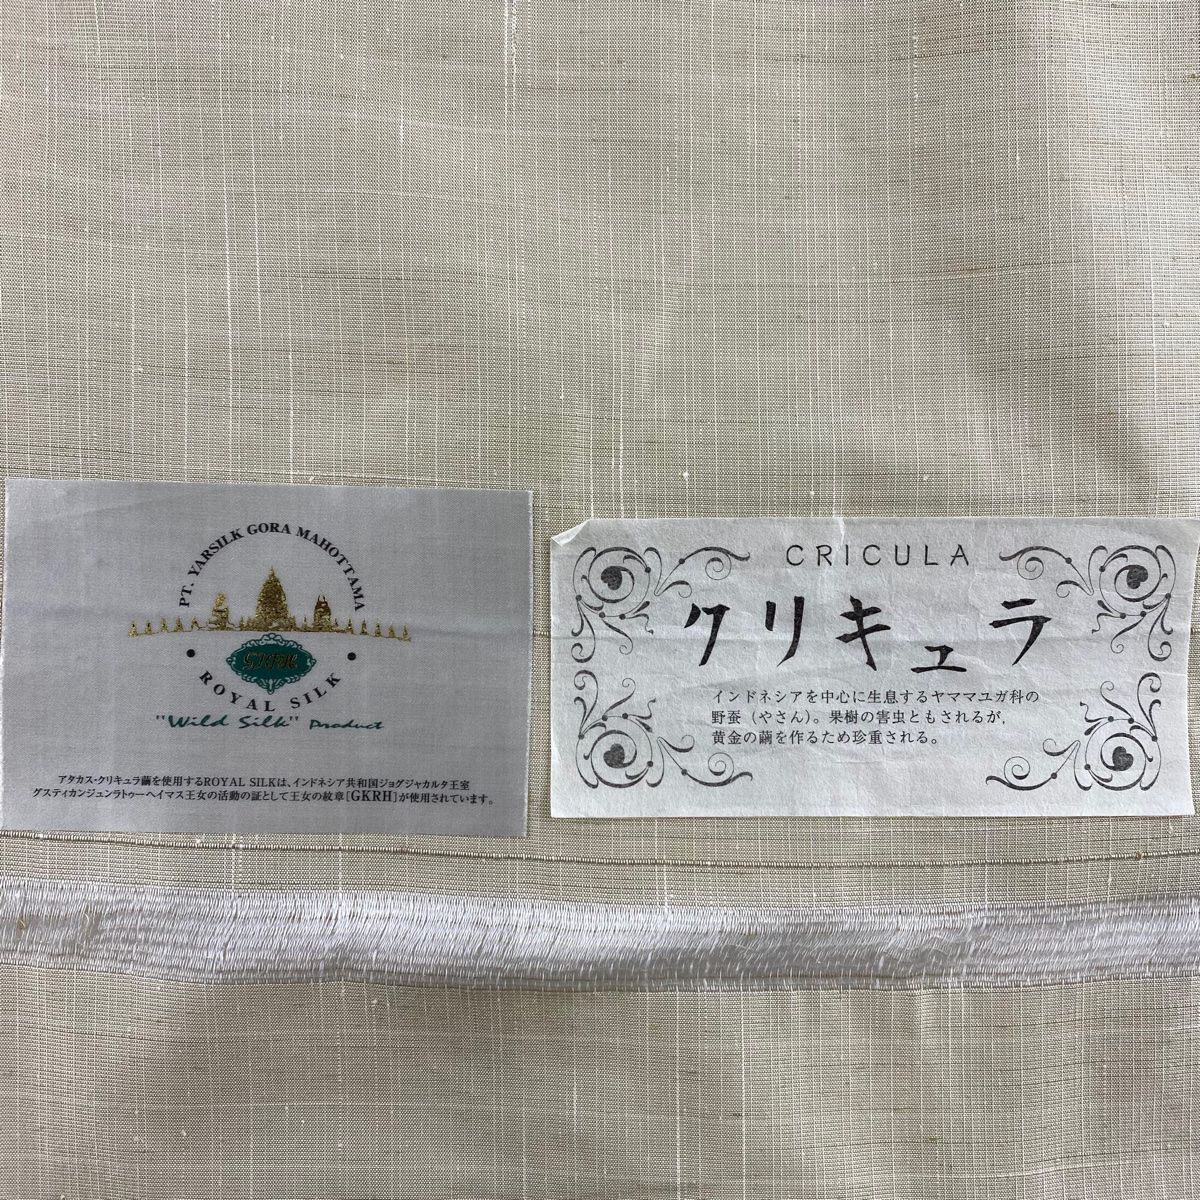 PT. YARSILK GORA MAHOTTAMA
GKRH
• ROYAL SILK •
"Wild Silk" Product
アタカス・クリキュラ繭を使用するROYAL SILKは、インドネシア共和国ジョグジャカルタ王室
グスティカンジュンラトゥーヘイマス王女の活動の証として王女の紋章[GKRH]が使用されています。
CRICULA
クリキュラ
インドネシアを中心に生息するヤママユガ科の
野蚕（やさん）。果樹の害虫ともされるが，
黄金の繭を作るため珍重される。